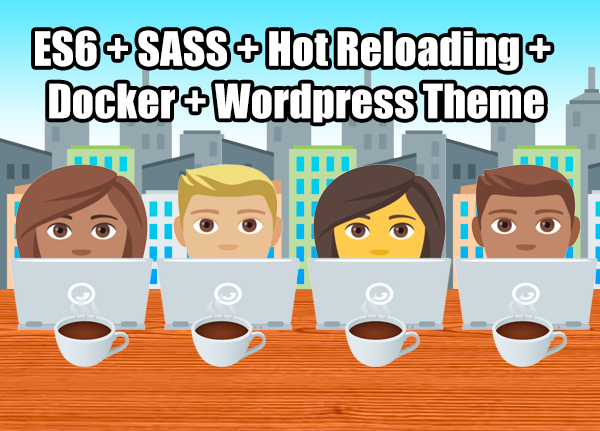 ES6 + SASS + Hot Reloading +
Docker + Wordpress Theme